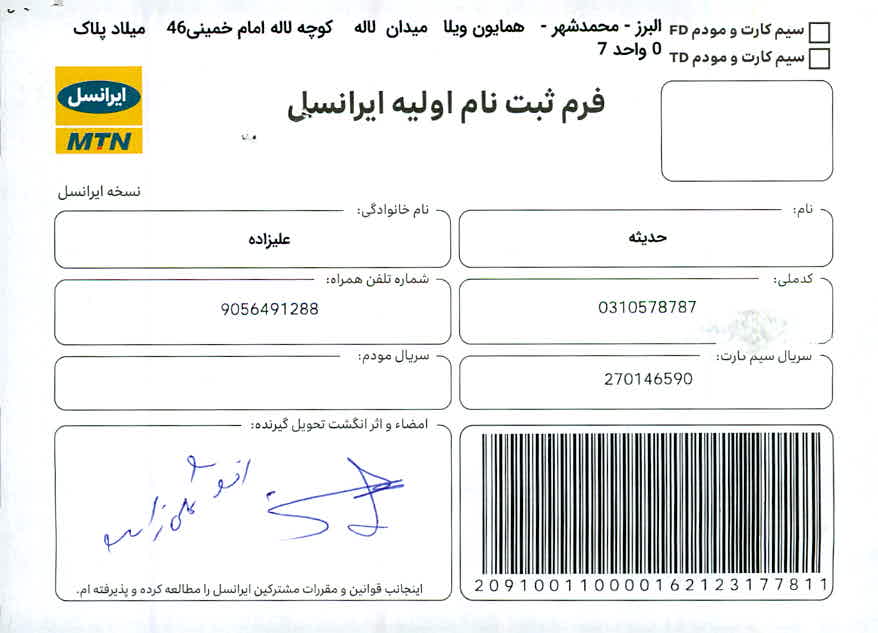 سیم کارت و مودم FD
سیم کارت و مودم TD
البرز - محمدشهر - همایون ویلا میدان لاله کوچه لاله امام خمینی46 میلاد پلاک
0 واحد 7
ایرانسل
MTN
فرم ثبت نام اولیه ایرانسل
نسخه ایرانسل
نام:
حدیثه
نام خانوادگی:
علیزاده
کدملی:
0310578787
شماره تلفن همراه:
9056491288
سریال سیم کارت:
270146590
سریال مودم:
امضاء و اثر انگشت تحویل گیرنده:
اینجانب قوانین و مقررات مشترکین ایرانسل را مطالعه کرده و پذیرفته ام.
209100110000162123177811